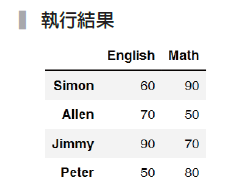 執行結果
English Math
Simon 60 90
Allen 70 50
Jimmy 90 70
Peter 50 80